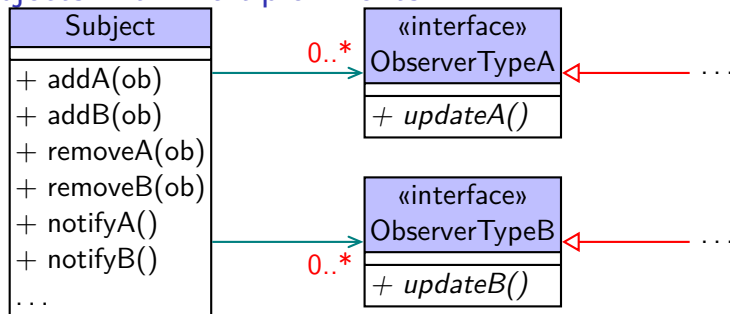 Subject
+ addA(ob)
+ addB(ob)
+ removeA(ob)
+ removeB(ob)
+ notifyA()
+ notifyB()
...
0..*
«interface»
ObserverTypeA
+ updateA()
...
0..*
«interface»
ObserverTypeB
+ updateB()
...